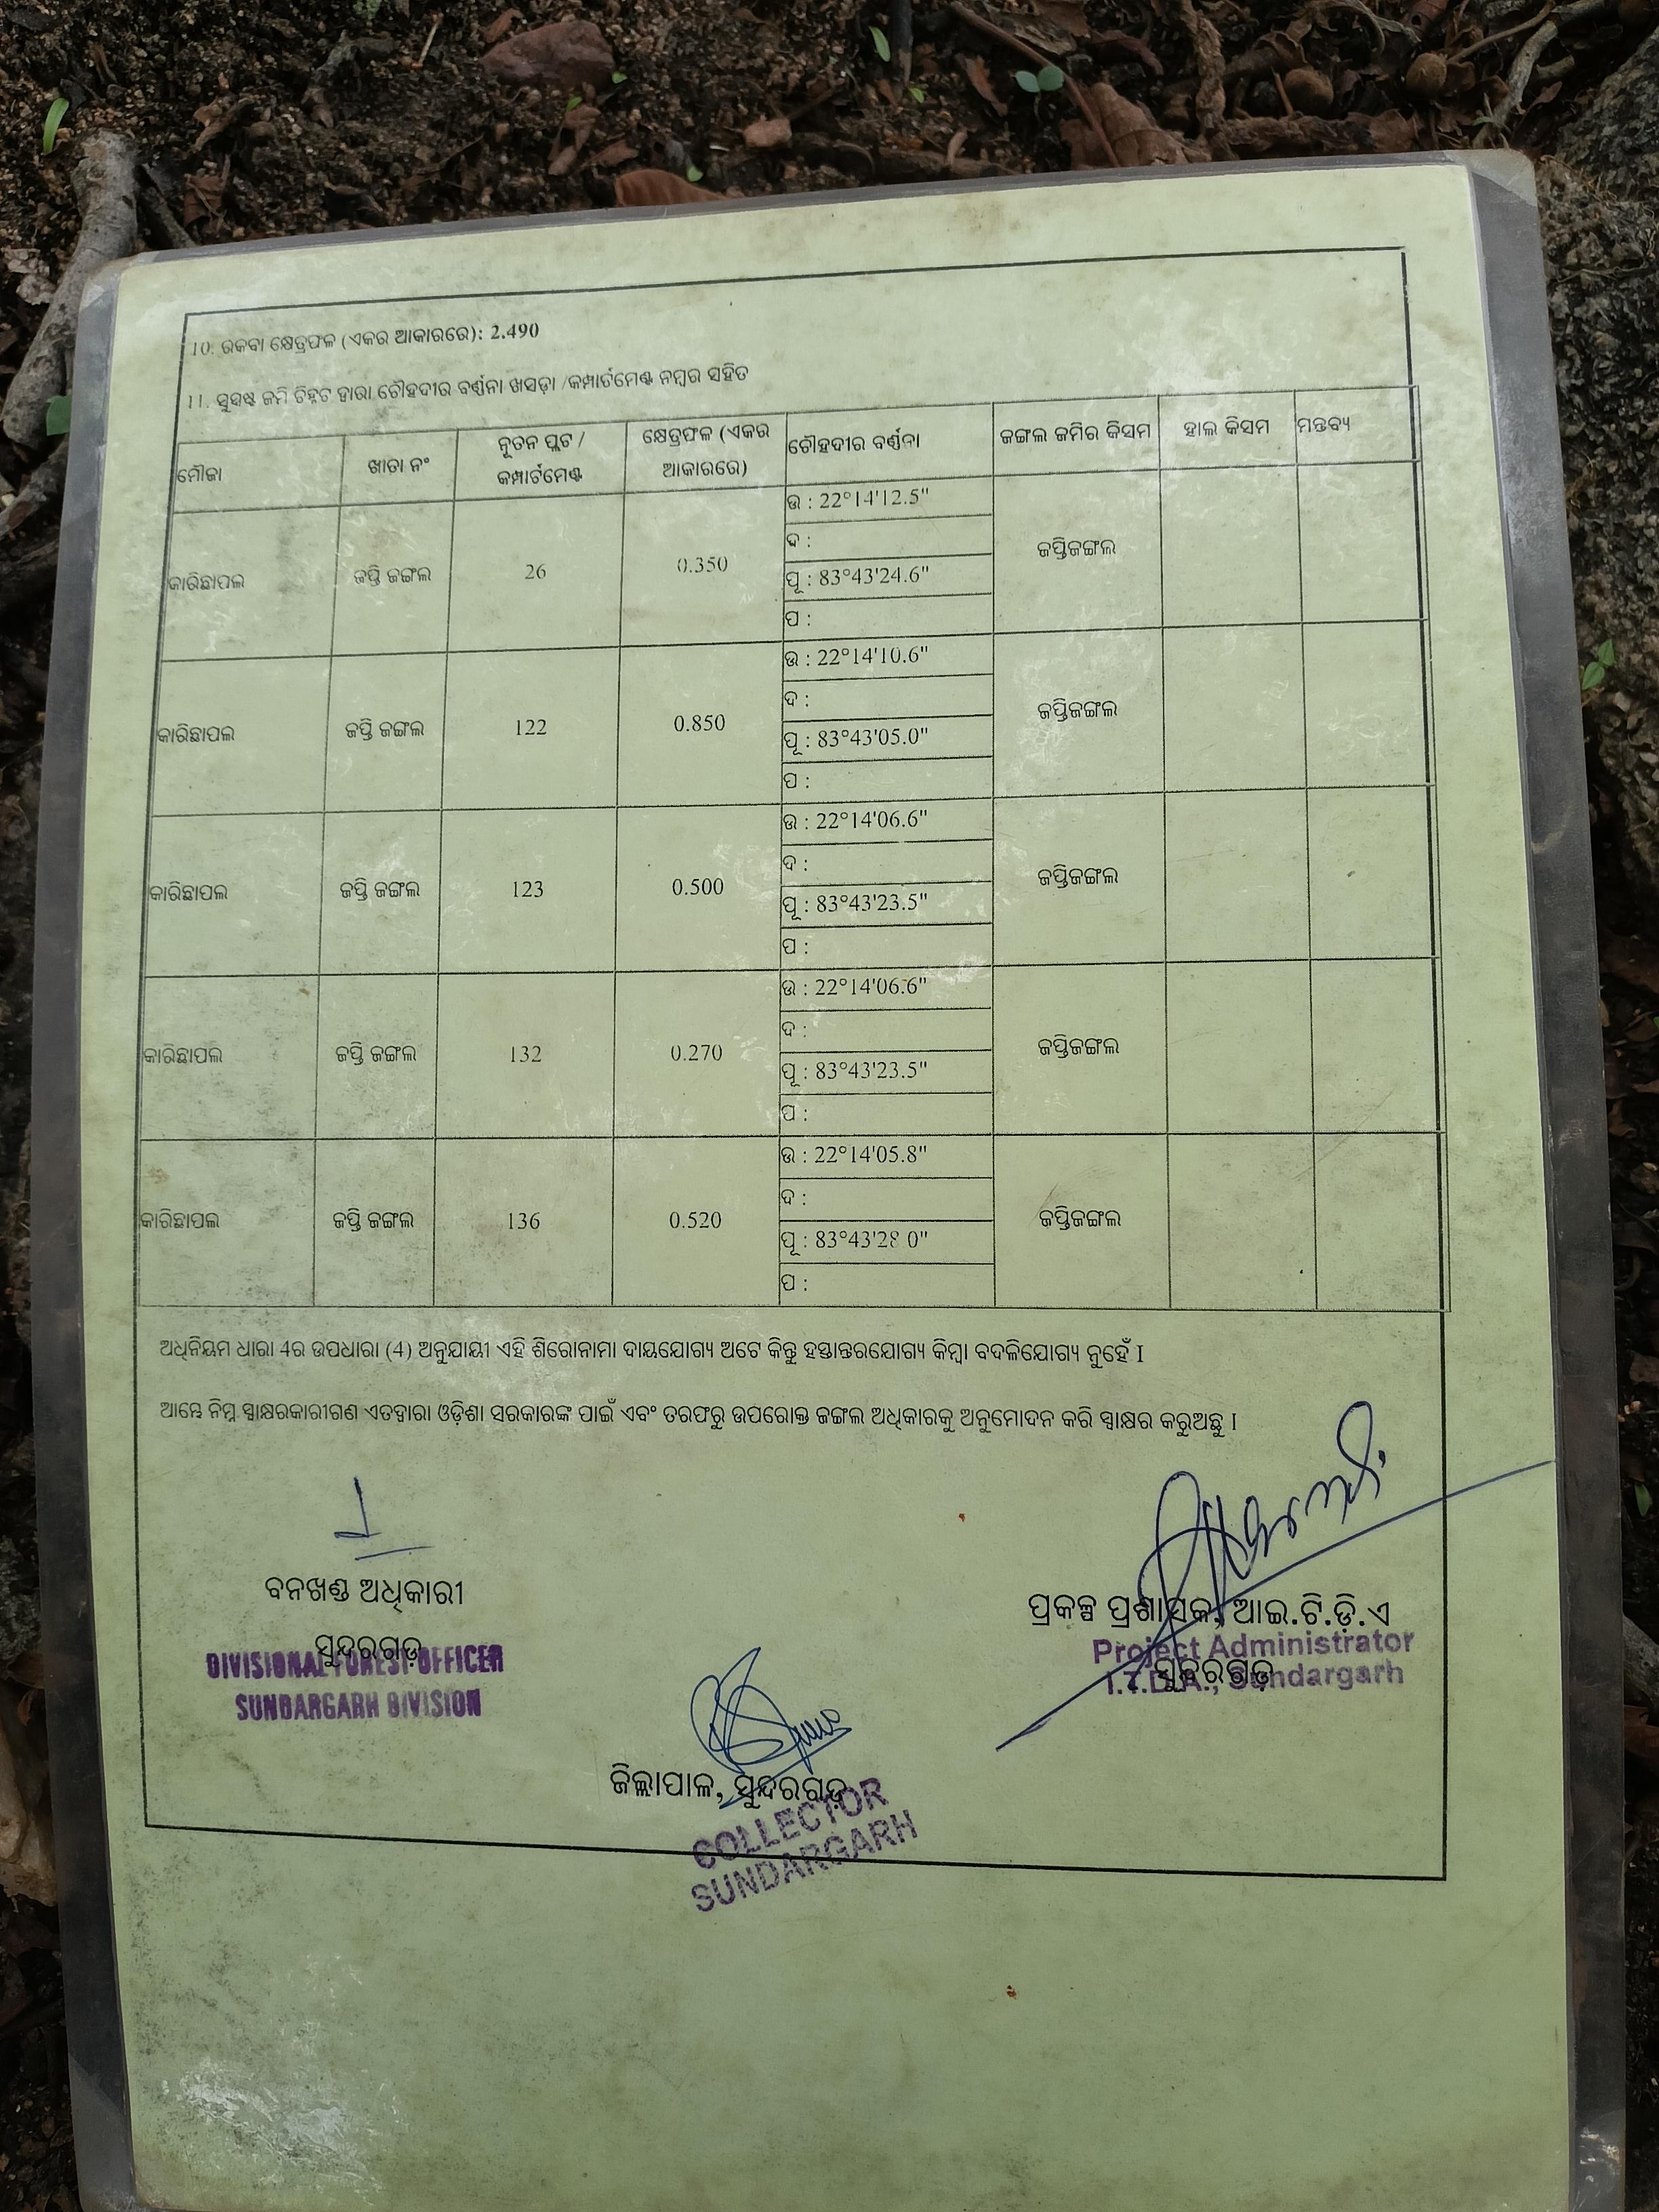 10. ରକବା କ୍ଷେତ୍ରଫଳ (ଏକର ଆକାରରେ): 2.490
11. ସୁସ୍ପଷ୍ଟ ଜମି ଚିହ୍ନଟ ଦ୍ୱାରା ଚୌହଦୀର ବର୍ଣ୍ଣନା ଖସଡ଼ା /କମ୍ପାର୍ଟମେଣ୍ଟ ନମ୍ବର ସହିତ
ମୌଜା ଖାତା ନଂ ନୂତନ ପ୍ଲଟ / କମ୍ପାର୍ଟମେଣ୍ଟ କ୍ଷେତ୍ରଫଳ (ଏକର ଆକାରରେ) ଚୌହଦୀର ବର୍ଣ୍ଣନା ଜଙ୍ଗଲ ଜମିର କିସମ ହାଲ କିସମ ମନ୍ତବ୍ୟ
କାରିଛାପଲ ଜପ୍ତି ଜଙ୍ଗଲ 26 0.350
ଉ : 22°14'12.5"
ଦ :
ପୂ : 83°43'24.6"
ପ :
ଜପ୍ତିଜଙ୍ଗଲ
କାରିଛାପଲ ଜପ୍ତି ଜଙ୍ଗଲ 122 0.850
ଉ : 22°14'10.6"
ଦ :
ପୂ : 83°43'05.0"
ପ :
ଜପ୍ତିଜଙ୍ଗଲ
କାରିଛାପଲ ଜପ୍ତି ଜଙ୍ଗଲ 123 0.500
ଉ : 22°14'06.6"
ଦ :
ପୂ : 83°43'23.5"
ପ :
ଜପ୍ତିଜଙ୍ଗଲ
କାରିଛାପଲ ଜପ୍ତି ଜଙ୍ଗଲ 132 0.270
ଉ : 22°14'06.6"
ଦ :
ପୂ : 83°43'23.5"
ପ :
ଜପ୍ତିଜଙ୍ଗଲ
କାରିଛାପଲ ଜପ୍ତି ଜଙ୍ଗଲ 136 0.520
ଉ : 22°14'05.8"
ଦ :
ପୂ : 83°43'28.0"
ପ :
ଜପ୍ତିଜଙ୍ଗଲ
ଅଧିନିୟମ ଧାରା 4ର ଉପଧାରା (4) ଅନୁଯାୟୀ ଏହି ଶିରୋନାମା ଦାୟଯୋଗ୍ୟ ଅଟେ କିନ୍ତୁ ହସ୍ତାନ୍ତରଯୋଗ୍ୟ କିମ୍ବା ବଦଳିଯୋଗ୍ୟ ନୁହେଁ I
ଆମ୍ଭେ ନିମ୍ନ ସ୍ୱାକ୍ଷରକାରୀଗଣ ଏତଦ୍ୱାରା ଓଡ଼ିଶା ସରକାରଙ୍କ ପାଇଁ ଏବଂ ତରଫରୁ ଉପରୋକ୍ତ ଜଙ୍ଗଲ ଅଧିକାରକୁ ଅନୁମୋଦନ କରି ସ୍ୱାକ୍ଷର କରୁଅଛୁ I
ବନଖଣ୍ଡ ଅଧିକାରୀ
ସୁନ୍ଦରଗଡ଼
DIVISIONAL FOREST OFFICER
SUNDARGARH DIVISION
ପ୍ରକଳ୍ପ ପ୍ରଶାସକ, ଆଇ.ଟି.ଡ଼ି.ଏ
ସୁନ୍ଦରଗଡ଼
Project Administrator
I.T.D.A., Sundargarh
ଜିଲ୍ଲାପାଳ, ସୁନ୍ଦରଗଡ଼
COLLECTOR
SUNDARGARH